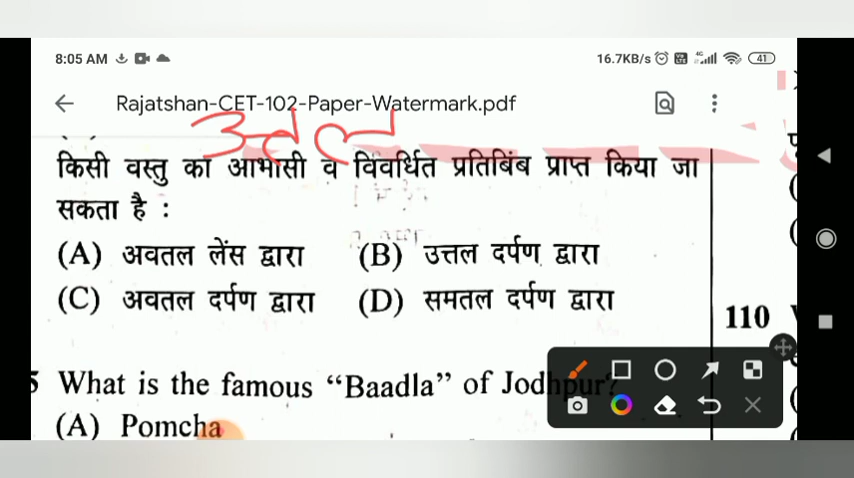 8:05 AM
16.7KB/s 4G 41
Rajatshan-CET-102-Paper-Watermark.pdf
किसी वस्तु का आभासी व विवर्धित प्रतिबिंब प्राप्त किया जा
सकता है :
(A) अवतल लेंस द्वारा (B) उत्तल दर्पण द्वारा
(C) अवतल दर्पण द्वारा (D) समतल दर्पण द्वारा
110
5 What is the famous “Baadla” of Jodhpur?
(A) Pomcha